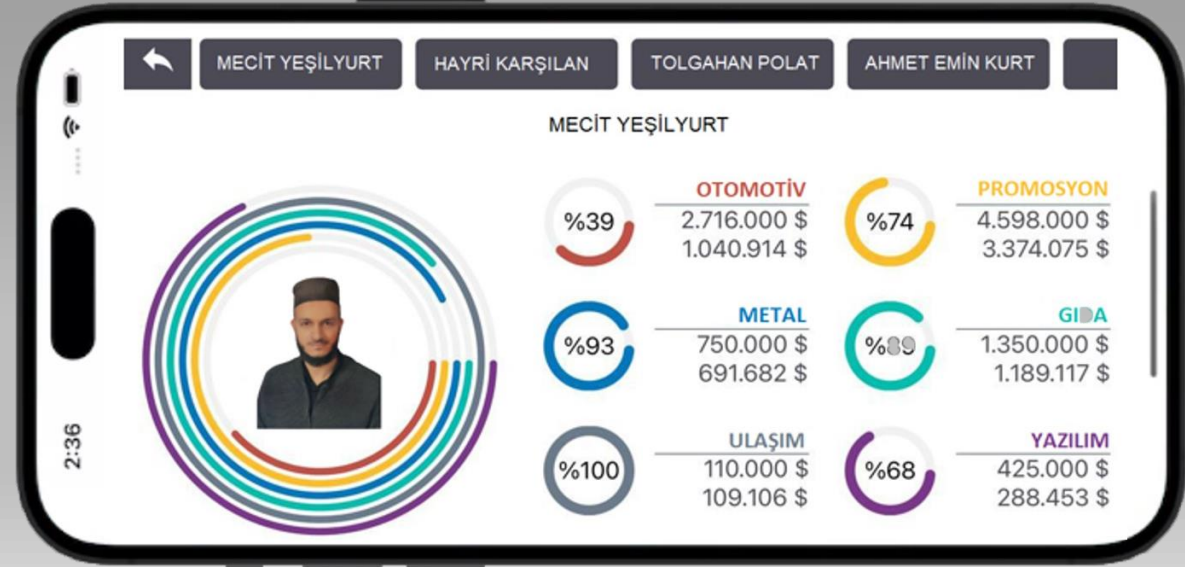 MECİT YEŞİLYURT
HAYRİ KARŞILAN
TOLGAHAN POLAT
AHMET EMİN KURT
MECİT YEŞİLYURT
%39
OTOMOTİV
2.716.000 $
1.040.914 $
%74
PROMOSYON
4.598.000 $
3.374.075 $
%93
METAL
750.000 $
691.682 $
%89
GIDA
1.350.000 $
1.189.117 $
%100
ULAŞIM
110.000 $
109.106 $
%68
YAZILIM
425.000 $
288.453 $
2:36